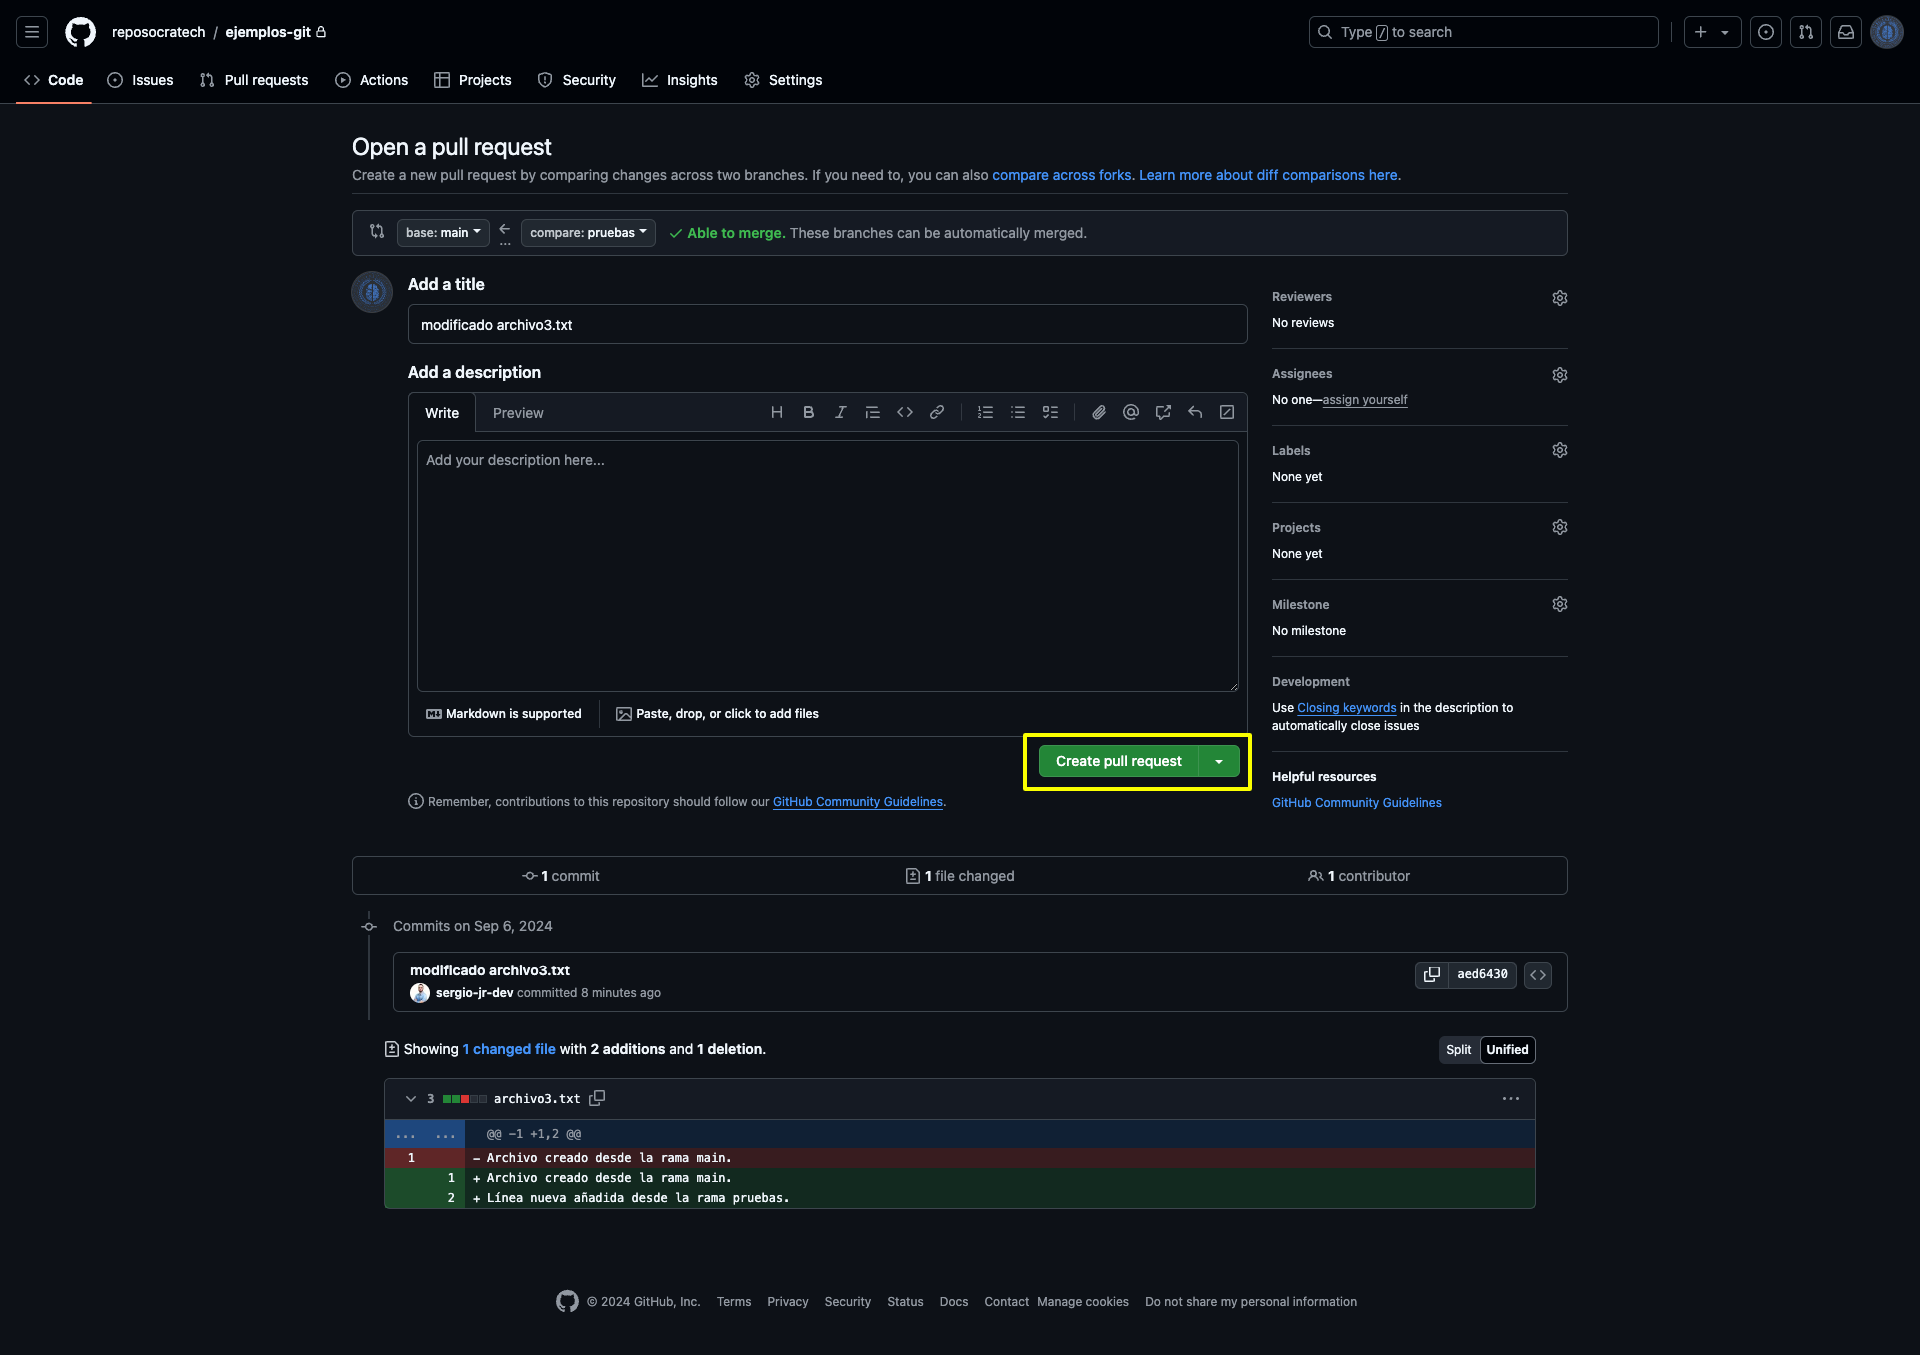 reposocratech / ejemplos-git
Type / to search
Code Issues Pull requests Actions Projects Security Insights Settings
Open a pull request
Create a new pull request by comparing changes across two branches. If you need to, you can also compare across forks. Learn more about diff comparisons here.
base: main ... compare: pruebas Able to merge. These branches can be automatically merged.
Add a title
modificado archivo3.txt
Add a description
Write Preview
Add your description here...
Markdown is supported Paste, drop, or click to add files
Create pull request
Remember, contributions to this repository should follow our GitHub Community Guidelines.
Reviewers
No reviews
Assignees
No one—assign yourself
Labels
None yet
Projects
None yet
Milestone
No milestone
Development
Use Closing keywords in the description to
automatically close issues
Helpful resources
GitHub Community Guidelines
1 commit 1 file changed 1 contributor
Commits on Sep 6, 2024
modificado archivo3.txt
sergio-jr-dev committed 8 minutes ago
aed6430
Showing 1 changed file with 2 additions and 1 deletion.
Split Unified
3 archivo3.txt
... ... @@ -1 +1,2 @@
1 - Archivo creado desde la rama main.
1 + Archivo creado desde la rama main.
2 + Línea nueva añadida desde la rama pruebas.
© 2024 GitHub, Inc. Terms Privacy Security Status Docs Contact Manage cookies Do not share my personal information